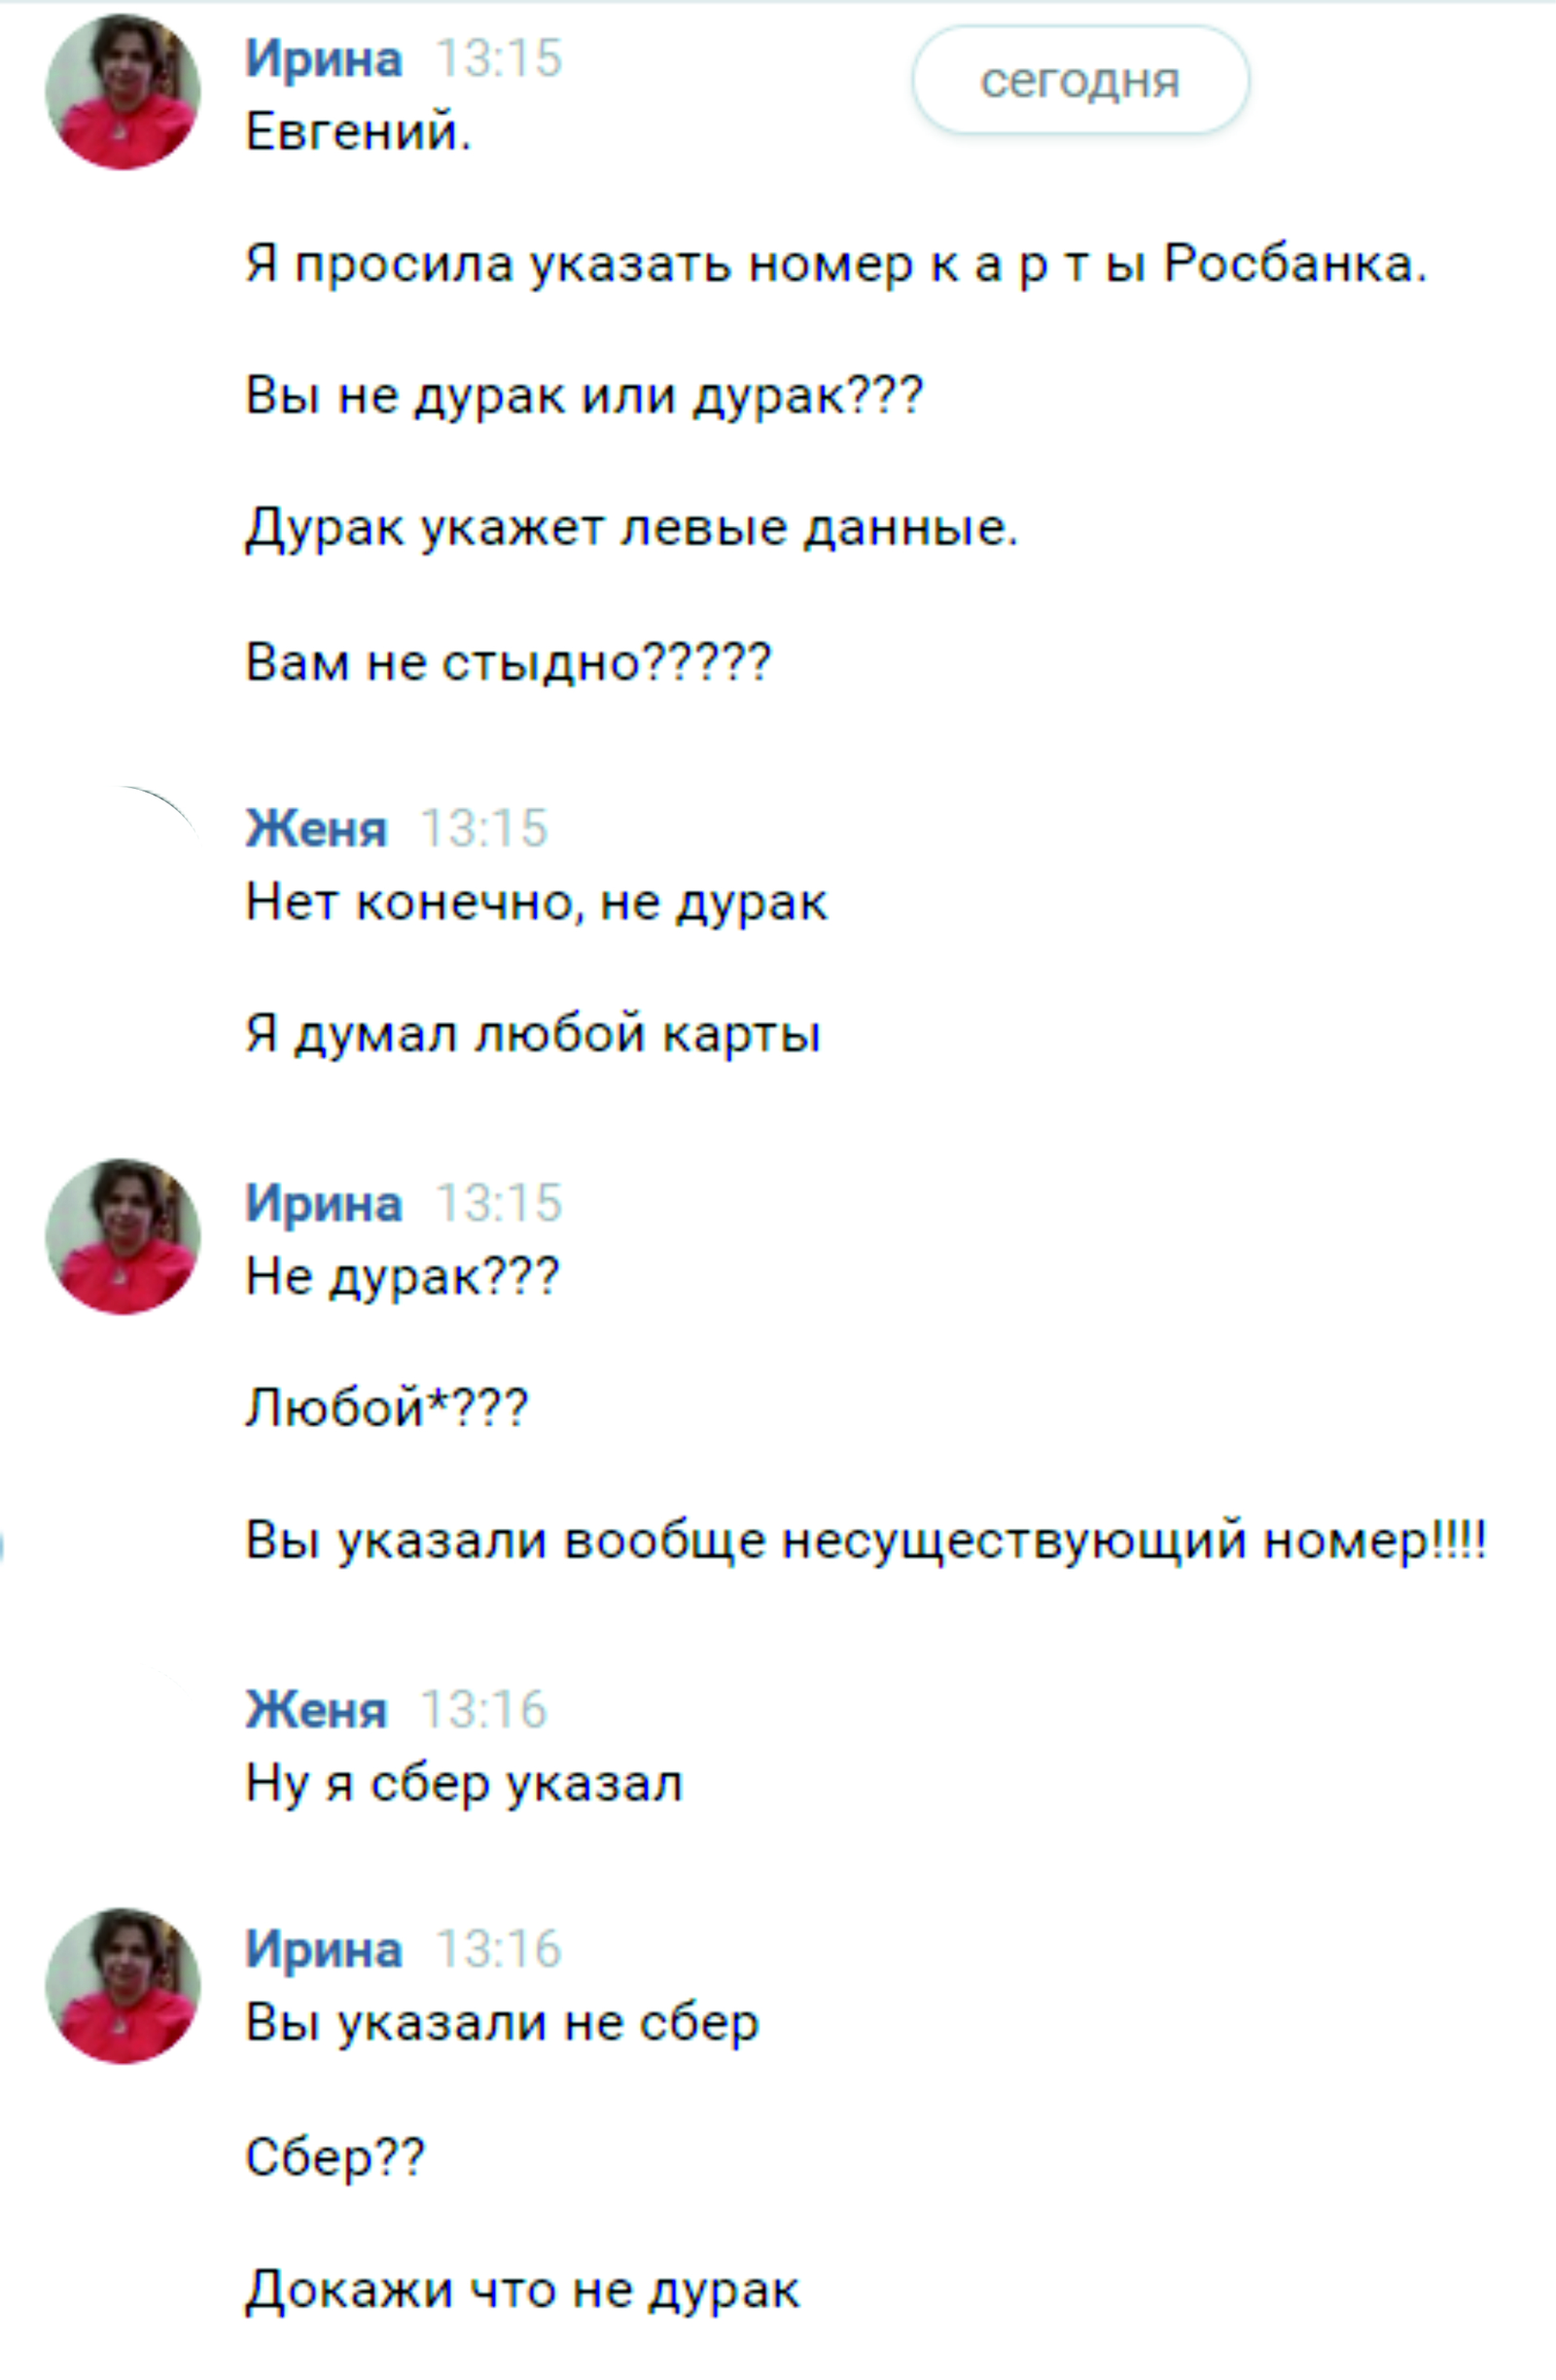 Ирина 13:15
сегодня
Евгений.
Я просила указать номер к а р т ы Росбанка.
Вы не дурак или дурак???
Дурак укажет левые данные.
Вам не стыдно?????
Женя 13:15
Нет конечно, не дурак
Я думал любой карты
Ирина 13:15
Не дурак???
Любой*???
Вы указали вообще несуществующий номер!!!!
Женя 13:16
Ну я сбер указал
Ирина 13:16
Вы указали не сбер
Сбер??
Докажи что не дурак